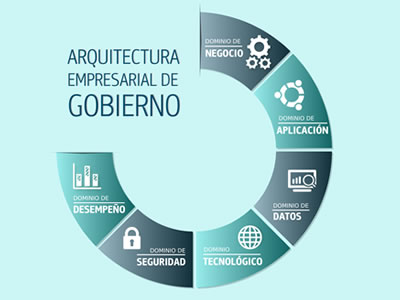 ARQUITECTURA
EMPRESARIAL DE
GOBIERNO
DOMINIO DE
NEGOCIO
DOMINIO DE
APLICACIÓN
DOMINIO DE
DATOS
DOMINIO
TECNOLÓGICO
DOMINIO DE
SEGURIDAD
DOMINIO DE
DESEMPEÑO